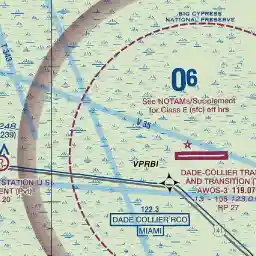 BIG CYPRESS
NATIONAL PRESERVE
T 343
06
See NOTAMs/Supplement
for Class E (sfc) eff hrs
V 35
248
239)
VPRBI
DADE-COLLIER TRA
AND TRANSITION (
AWOS-3 119.07
13 - 105 123.0
RP 27
STATION U S
ENT (Pvt)
20
122.3
DADE COLLIER RCO
MIAMI